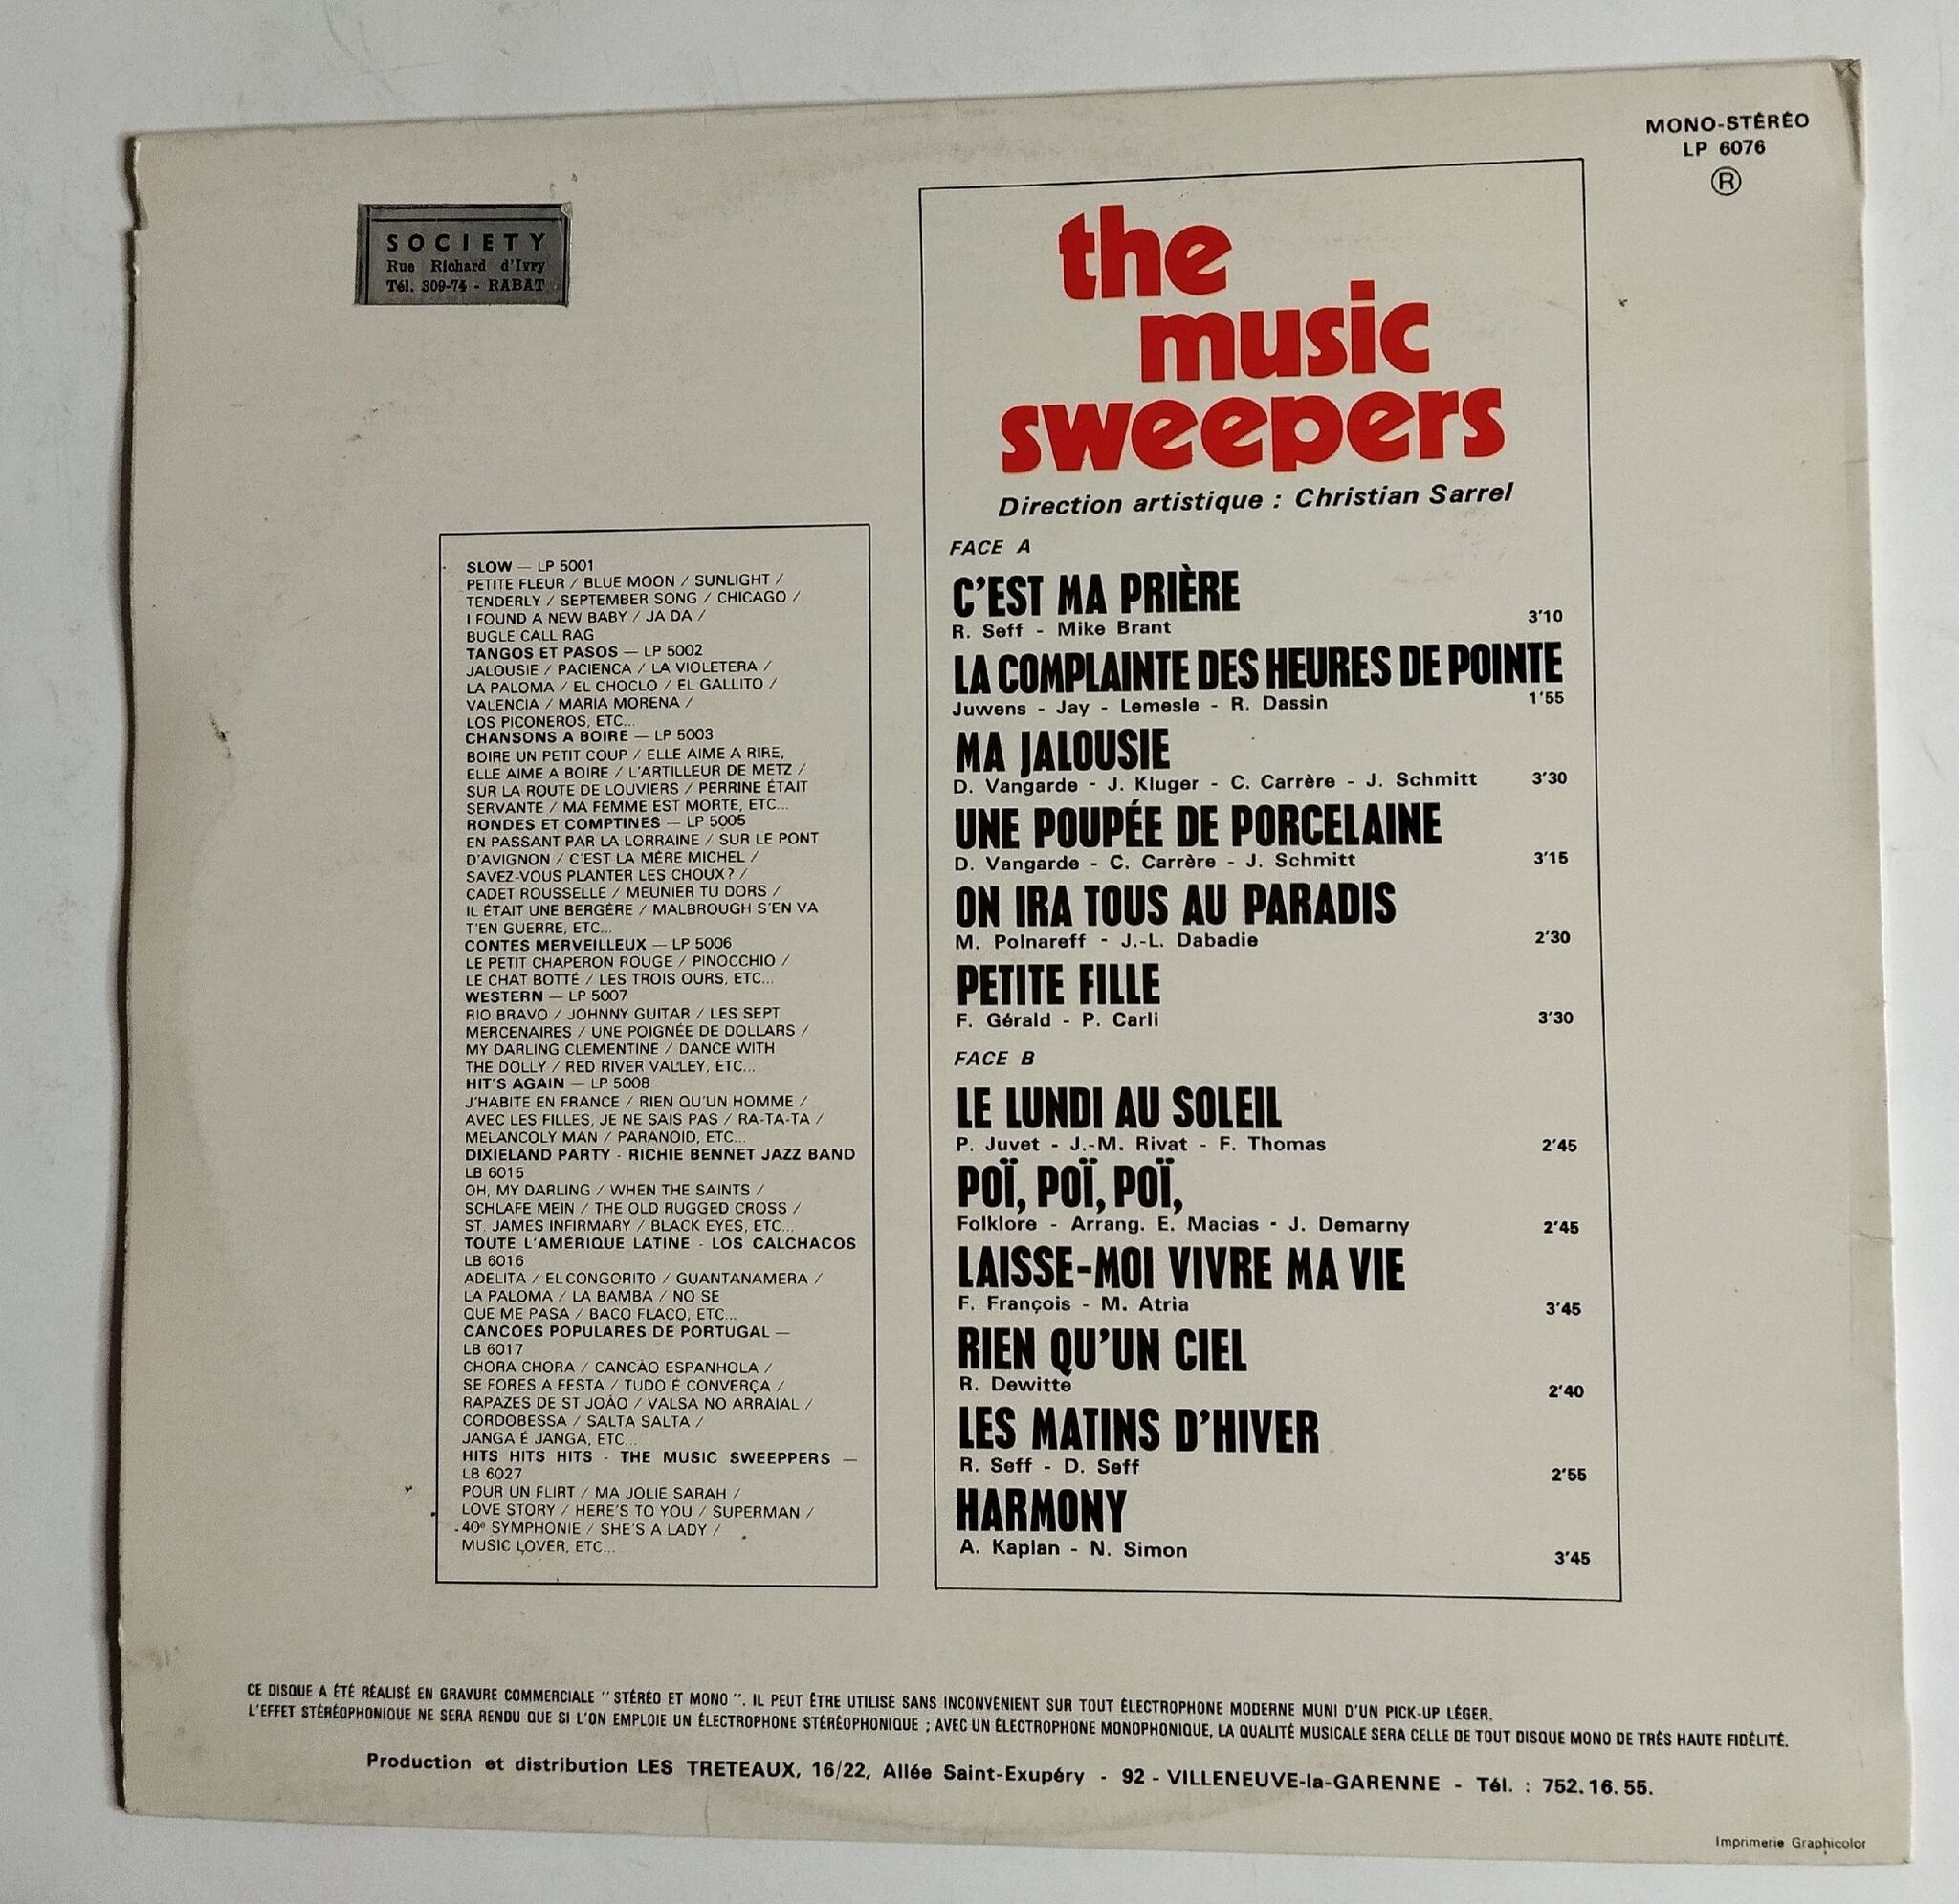 MONO-STÉRÉO
LP 6076
R
SOCIETY
Rue Richard d'Ivry
Tél. 309-74 - RABAT
the
music
sweepers
Direction artistique : Christian Sarrel
FACE A
C'EST MA PRIÈRE
R. Seff - Mike Brant 3'10
LA COMPLAINTE DES HEURES DE POINTE
Juwens - Jay - Lemesle - R. Dassin 1'55
MA JALOUSIE
D. Vangarde - J. Kluger - C. Carrère - J. Schmitt 3'30
UNE POUPÉE DE PORCELAINE
D. Vangarde - C. Carrère - J. Schmitt 3'15
ON IRA TOUS AU PARADIS
M. Polnareff - J.-L. Dabadie 2'30
PETITE FILLE
F. Gérald - P. Carli 3'30
FACE B
LE LUNDI AU SOLEIL
P. Juvet - J.-M. Rivat - F. Thomas 2'45
POÏ, POÏ, POÏ,
Folklore - Arrang. E. Macias - J. Demarny 2'45
LAISSE-MOI VIVRE MA VIE
F. François - M. Atria 3'45
RIEN QU'UN CIEL
R. Dewitte 2'40
LES MATINS D'HIVER
R. Seff - D. Seff 2'55
HARMONY
A. Kaplan - N. Simon 3'45
SLOW — LP 5001
PETITE FLEUR / BLUE MOON / SUNLIGHT /
TENDERLY / SEPTEMBER SONG / CHICAGO /
I FOUND A NEW BABY / JA DA /
BUGLE CALL RAG
TANGOS ET PASOS — LP 5002
JALOUSIE / PACIENCA / LA VIOLETERA /
LA PALOMA / EL CHOCLO / EL GALLITO /
VALENCIA / MARIA MORENA /
LOS PICONEROS, ETC...
CHANSONS A BOIRE — LP 5003
BOIRE UN PETIT COUP / ELLE AIME A RIRE,
ELLE AIME A BOIRE / L'ARTILLEUR DE METZ /
SUR LA ROUTE DE LOUVIERS / PERRINE ÉTAIT
SERVANTE / MA FEMME EST MORTE, ETC...
RONDES ET COMPTINES — LP 5005
EN PASSANT PAR LA LORRAINE / SUR LE PONT
D'AVIGNON / C'EST LA MÈRE MICHEL /
SAVEZ-VOUS PLANTER LES CHOUX ? /
CADET ROUSSELLE / MEUNIER TU DORS /
IL ÉTAIT UNE BERGÈRE / MALBROUGH S'EN VA
T'EN GUERRE, ETC...
CONTES MERVEILLEUX — LP 5006
LE PETIT CHAPERON ROUGE / PINOCCHIO /
LE CHAT BOTTÉ / LES TROIS OURS, ETC...
WESTERN — LP 5007
RIO BRAVO / JOHNNY GUITAR / LES SEPT
MERCENAIRES / UNE POIGNÉE DE DOLLARS /
MY DARLING CLEMENTINE / DANCE WITH
THE DOLLY / RED RIVER VALLEY, ETC...
HIT'S AGAIN — LP 5008
J'HABITE EN FRANCE / RIEN QU'UN HOMME /
AVEC LES FILLES, JE NE SAIS PAS / RA-TA-TA /
MELANCOLY MAN / PARANOID, ETC...
DIXIELAND PARTY - RICHIE BENNET JAZZ BAND
LB 6015
OH, MY DARLING / WHEN THE SAINTS /
SCHLAFE MEIN / THE OLD RUGGED CROSS /
ST. JAMES INFIRMARY / BLACK EYES, ETC...
TOUTE L'AMÉRIQUE LATINE - LOS CALCHACOS
LB 6016
ADELITA / EL CONGORITO / GUANTANAMERA /
LA PALOMA / LA BAMBA / NO SE
QUE ME PASA / BACO FLACO, ETC...
CANCOES POPULARES DE PORTUGAL —
LB 6017
CHORA CHORA / CANCÃO ESPANHOLA /
SE FORES A FESTA / TUDO É CONVERÇA /
RAPAZES DE ST JOÃO / VALSA NO ARRAIAL /
CORDOBESSA / SALTA SALTA /
JANGA É JANGA, ETC...
HITS HITS HITS - THE MUSIC SWEEPPERS —
LB 6027
POUR UN FLIRT / MA JOLIE SARAH /
LOVE STORY / HERE'S TO YOU / SUPERMAN /
40e SYMPHONIE / SHE'S A LADY /
MUSIC LOVER, ETC...
CE DISQUE A ÉTÉ RÉALISÉ EN GRAVURE COMMERCIALE "STÉRÉO ET MONO". IL PEUT ÊTRE UTILISÉ SANS INCONVÉNIENT SUR TOUT ÉLECTROPHONE MODERNE MUNI D'UN PICK-UP LÉGER.
L'EFFET STÉRÉOPHONIQUE NE SERA RENDU QUE SI L'ON EMPLOIE UN ÉLECTROPHONE STÉRÉOPHONIQUE ; AVEC UN ÉLECTROPHONE MONOPHONIQUE, LA QUALITÉ MUSICALE SERA CELLE DE TOUT DISQUE MONO DE TRÈS HAUTE FIDÉLITÉ.
Production et distribution LES TRETEAUX, 16/22, Allée Saint-Exupéry - 92 - VILLENEUVE-la-GARENNE - Tél. : 752.16.55.
Imprimerie Graphicolor